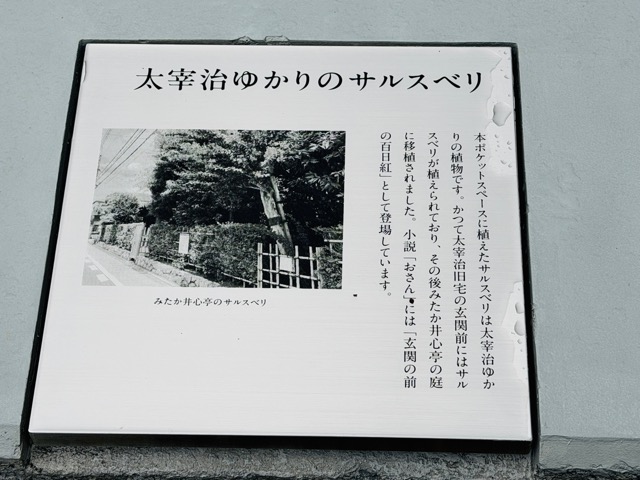 太宰治ゆかりのサルスベリ
本ポケットスペースに植えたサルスベリは太宰治ゆか
りの植物です。かつて太宰治旧宅の玄関前にはサル
スベリが植えられており、その後みたか井心亭の庭
に移植されました。小説「おさん」には「玄関の前
の百日紅」として登場しています。
みたか井心亭のサルスベリ